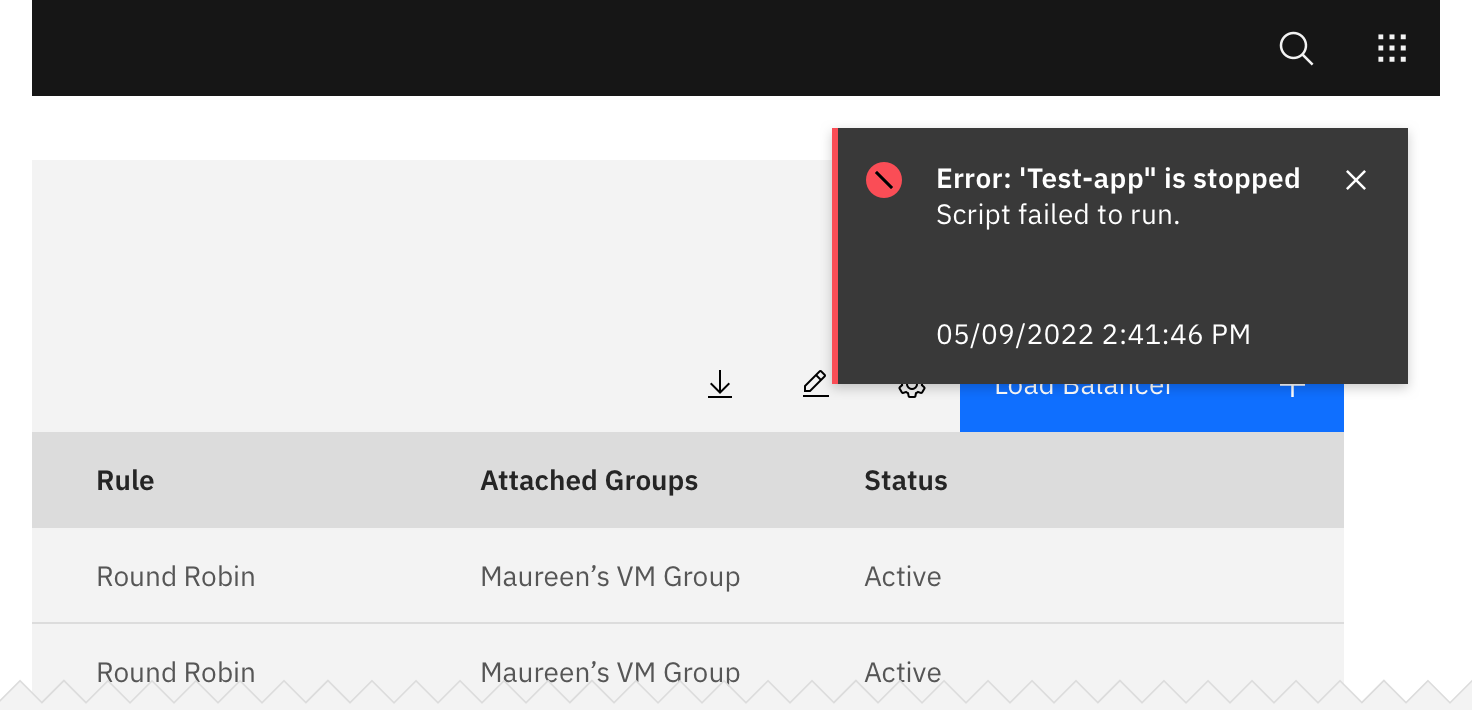 Error: 'Test-app" is stopped
Script failed to run.
05/09/2022 2:41:46 PM
Load Balancer
Rule Attached Groups Status
Round Robin Maureen’s VM Group Active
Round Robin Maureen’s VM Group Active